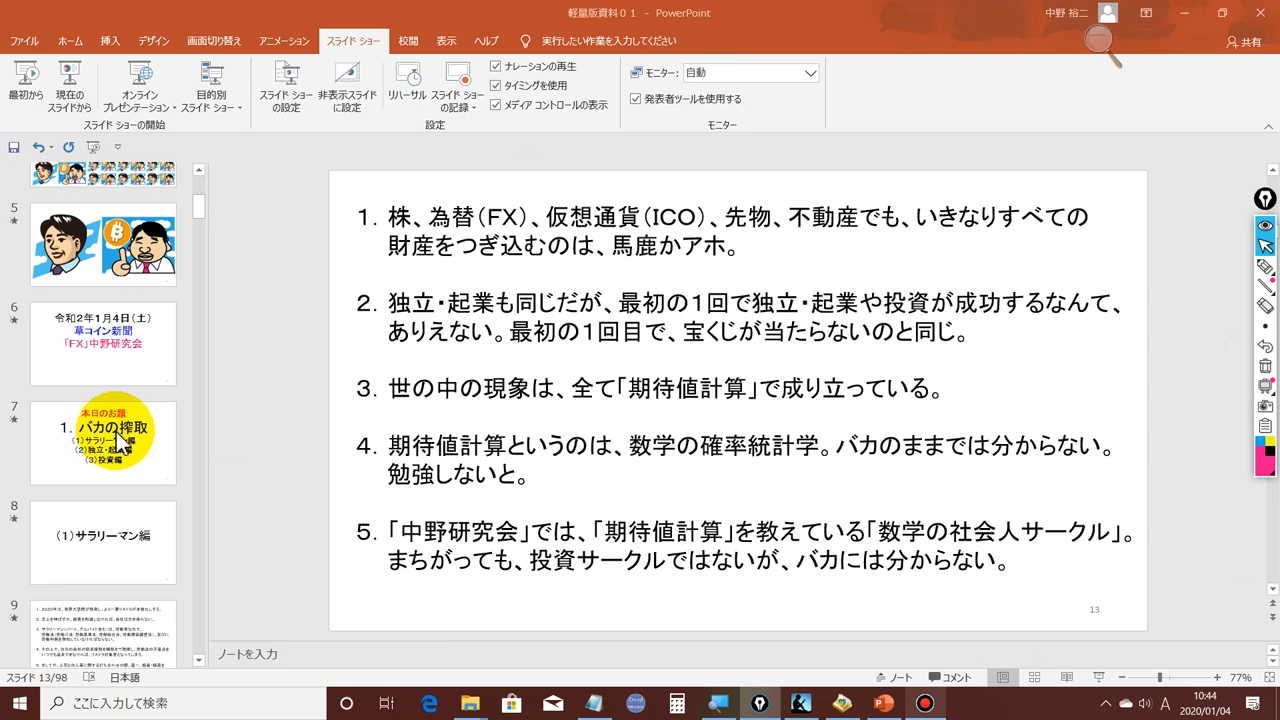 軽量版資料０１ - PowerPoint
中野 裕二
ファイル ホーム 挿入 デザイン 画面切り替え アニメーション スライド ショー 校閲 表示 ヘルプ 実行したい作業を入力してください 共有
最初から
現在の
スライドから
オンライン
プレゼンテーション
目的別
スライド ショー
スライド ショーの開始
スライド ショー
の設定
非表示スライド
に設定
リハーサル
スライド ショー
の記録
ナレーションの再生
タイミングを使用
メディア コントロールの表示
設定
モニター: 自動
発表者ツールを使用する
モニター
5
6
令和2年1月4日(土)
草コイン新聞
「FX」中野研究会
7
本日のお題
１．バカの搾取
(3)投資編
8
（１）サラリーマン編
9
１．株、為替（FX）、仮想通貨（ICO）、先物、不動産でも、いきなりすべての
財産をつぎ込むのは、馬鹿かアホ。
２．独立・起業も同じだが、最初の１回で独立・起業や投資が成功するなんて、
ありえない。最初の１回目で、宝くじが当たらないのと同じ。
３．世の中の現象は、全て「期待値計算」で成り立っている。
４．期待値計算というのは、数学の確率統計学。バカのままでは分からない。
勉強しないと。
５．「中野研究会」では、「期待値計算」を教えている「数学の社会人サークル」。
まちがっても、投資サークルではないが、バカには分からない。
13
ノートを入力
スライド 13/98 日本語 ノート コメント 77%
ここに入力して検索
A
10:44
2020/01/04